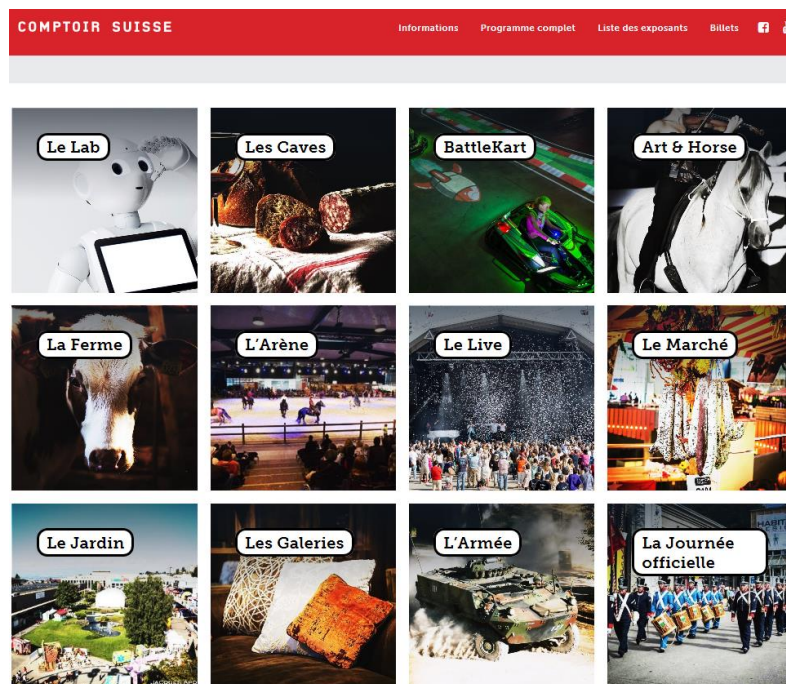 COMPTOIR SUISSE
Informations Programme complet Liste des exposants Billets
Le Lab
Les Caves
BattleKart
Art & Horse
La Ferme
L'Arène
Le Live
Le Marché
Le Jardin
Les Galeries
L'Armée
La Journée
officielle
HABIT